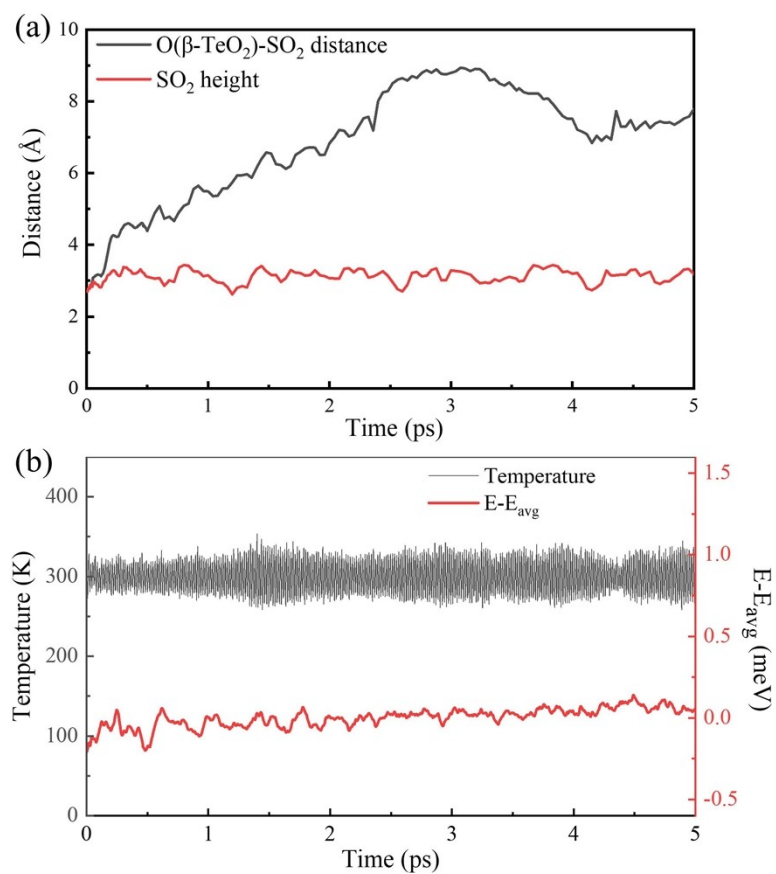 (a)
O(β-TeO₂)-SO₂ distance
SO₂ height
Distance (Å)
10
8
6
4
2
0
0 1 2 3 4 5
Time (ps)
(b)
Temperature
E-Eavg
Temperature (K)
400
300
200
100
0
E-Eavg (meV)
1.5
1.0
0.5
0.0
-0.5
0 1 2 3 4 5
Time (ps)